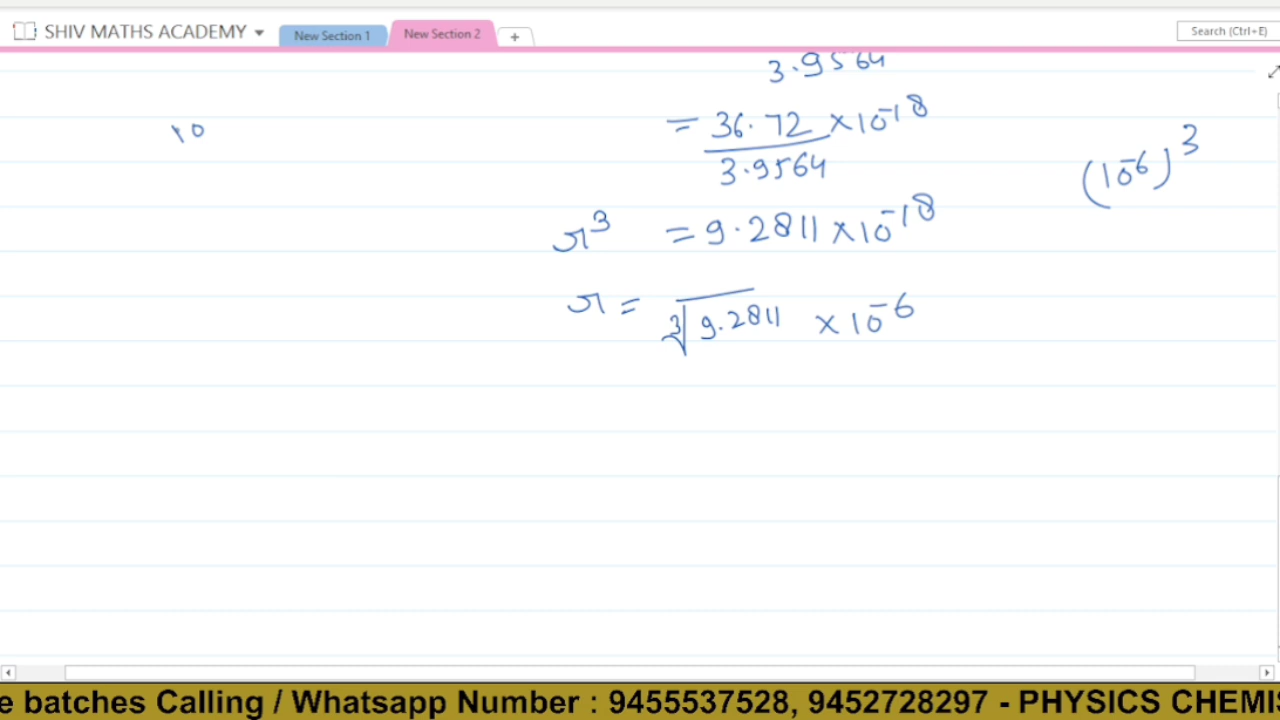 SHIV MATHS ACADEMY New Section 1 New Section 2 + Search (Ctrl+E)
3.9564
10
= 36.72 × 10⁻¹⁸
3.9564
(10⁻⁶)³
r³ = 9.2811 × 10⁻¹⁸
r = ∛9.2811 × 10⁻⁶
e batches Calling / Whatsapp Number : 9455537528, 9452728297 - PHYSICS CHEMIS